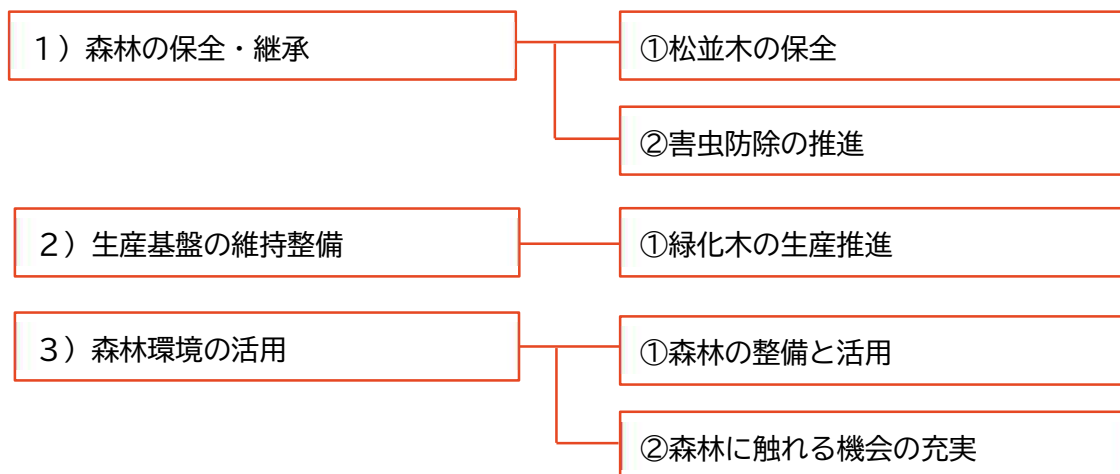 １）森林の保全・継承
①松並木の保全
②害虫防除の推進
２）生産基盤の維持整備
①緑化木の生産推進
３）森林環境の活用
①森林の整備と活用
②森林に触れる機会の充実